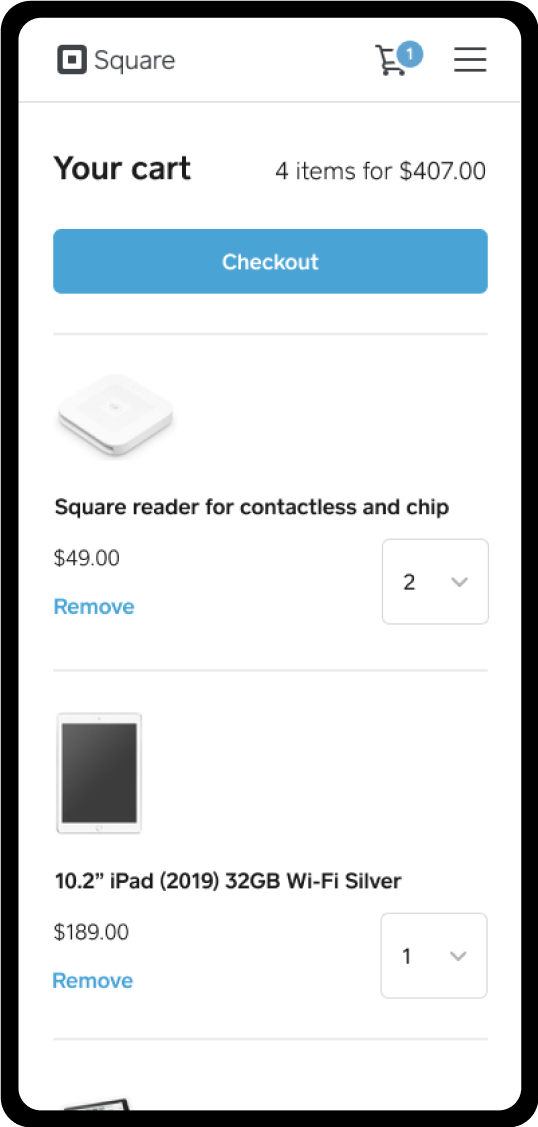 Square
1
Your cart
4 items for $407.00
Checkout
Square reader for contactless and chip
$49.00
2
Remove
10.2” iPad (2019) 32GB Wi-Fi Silver
$189.00
1
Remove